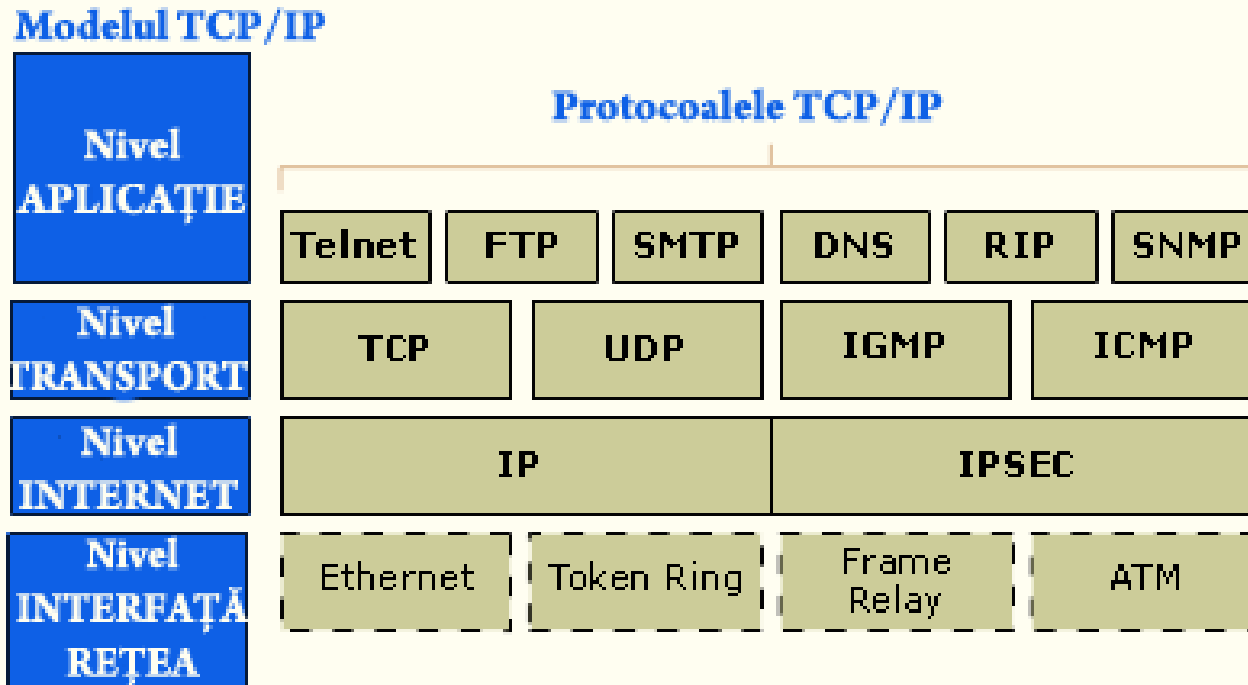 Modelul TCP/IP
Protocoalele TCP/IP
Nivel
APLICAȚIE
Telnet FTP SMTP DNS RIP SNMP
Nivel
TRANSPORT
TCP UDP IGMP ICMP
Nivel
INTERNET
IP IPSEC
Nivel
INTERFAȚĂ
REȚEA
Ethernet Token Ring Frame
Relay ATM